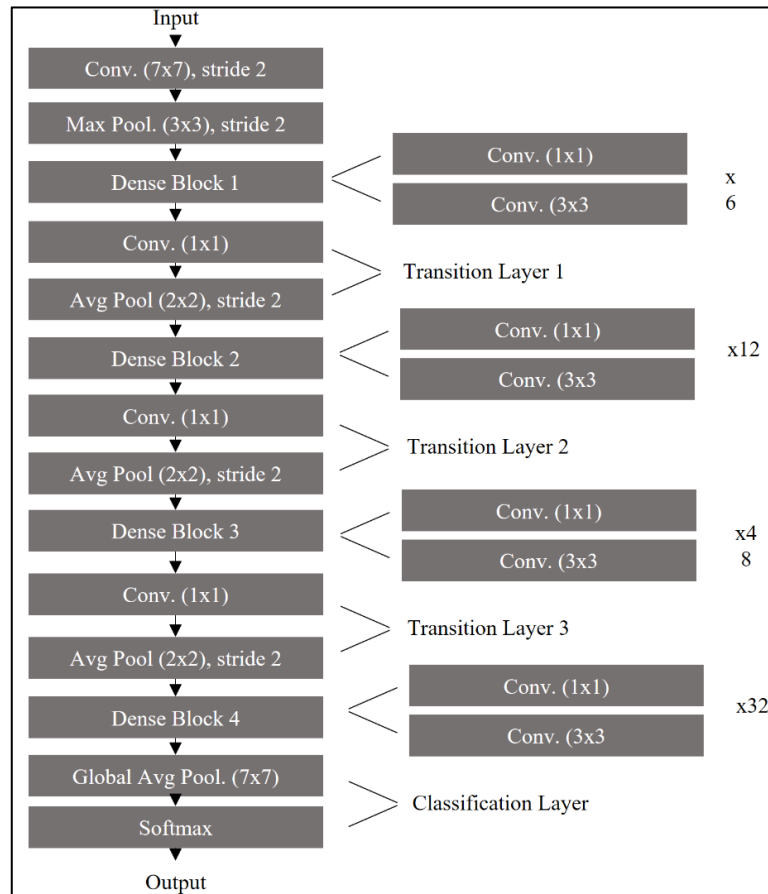 Input
Conv. (7x7), stride 2
Max Pool. (3x3), stride 2
Dense Block 1
Conv. (1x1)
Conv. (3x3
x
6
Conv. (1x1)
Avg Pool (2x2), stride 2
Transition Layer 1
Dense Block 2
Conv. (1x1)
Conv. (3x3
x12
Conv. (1x1)
Avg Pool (2x2), stride 2
Transition Layer 2
Dense Block 3
Conv. (1x1)
Conv. (3x3
x4
8
Conv. (1x1)
Avg Pool (2x2), stride 2
Transition Layer 3
Dense Block 4
Conv. (1x1)
Conv. (3x3
x32
Global Avg Pool. (7x7)
Softmax
Classification Layer
Output